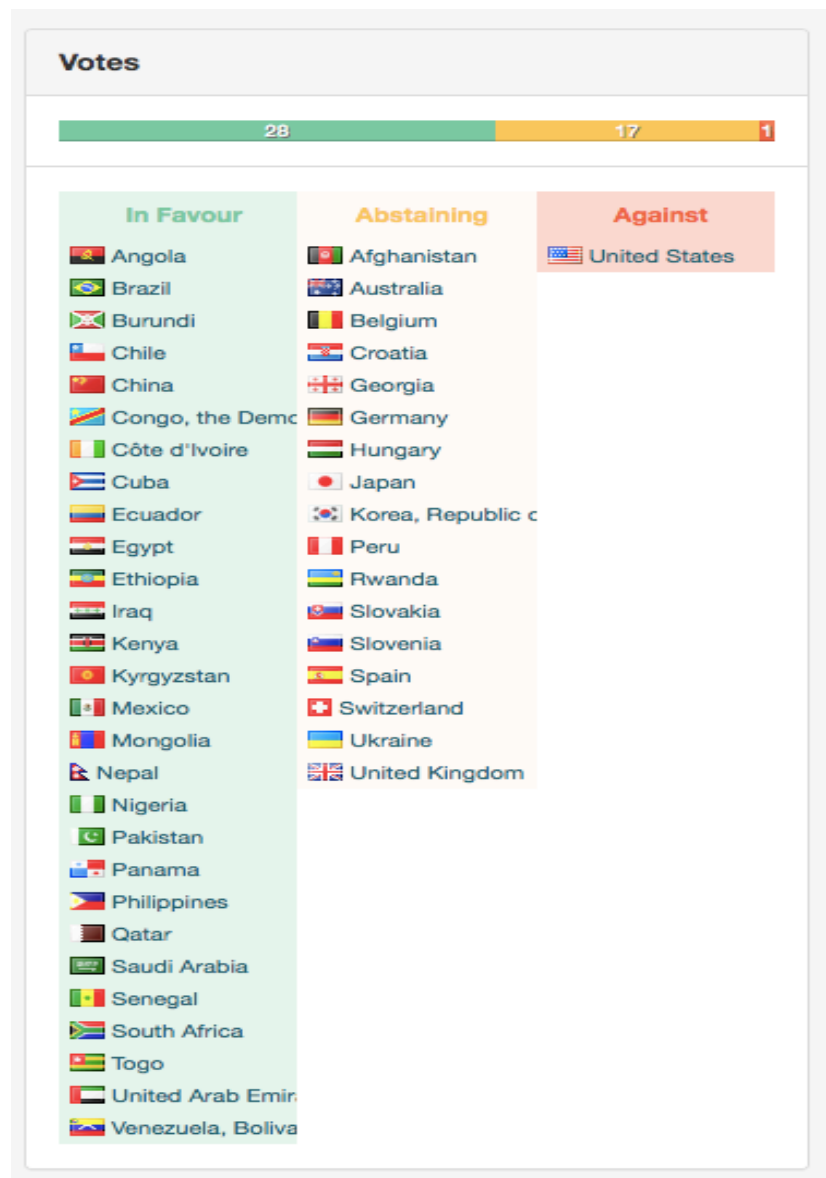 Votes
28 17 1
In Favour Abstaining Against
Angola Afghanistan United States
Brazil Australia
Burundi Belgium
Chile Croatia
China Georgia
Congo, the Demo Germany
Côte d'Ivoire Hungary
Cuba Japan
Ecuador Korea, Republic o
Egypt Peru
Ethiopia Rwanda
Iraq Slovakia
Kenya Slovenia
Kyrgyzstan Spain
Mexico Switzerland
Mongolia Ukraine
Nepal United Kingdom
Nigeria
Pakistan
Panama
Philippines
Qatar
Saudi Arabia
Senegal
South Africa
Togo
United Arab Emir
Venezuela, Boliva